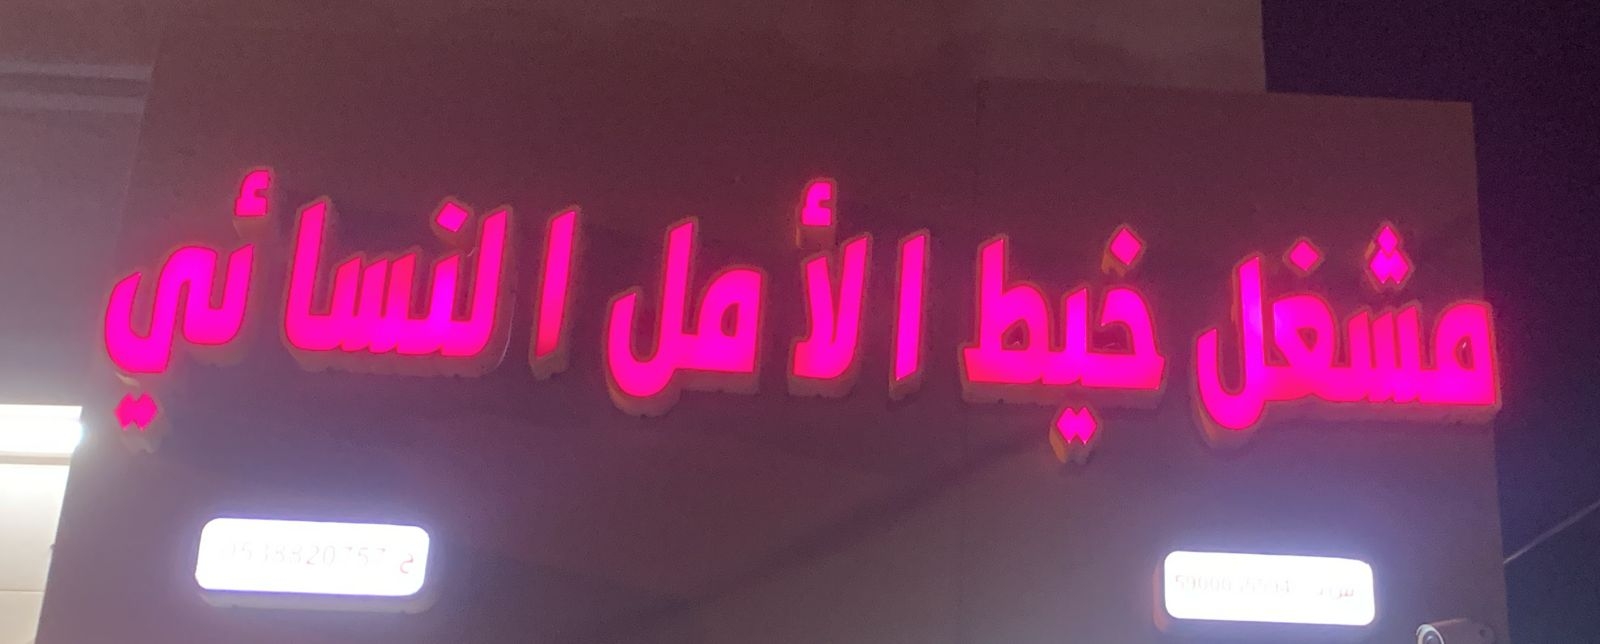 مشغل خيط الأمل النسائي